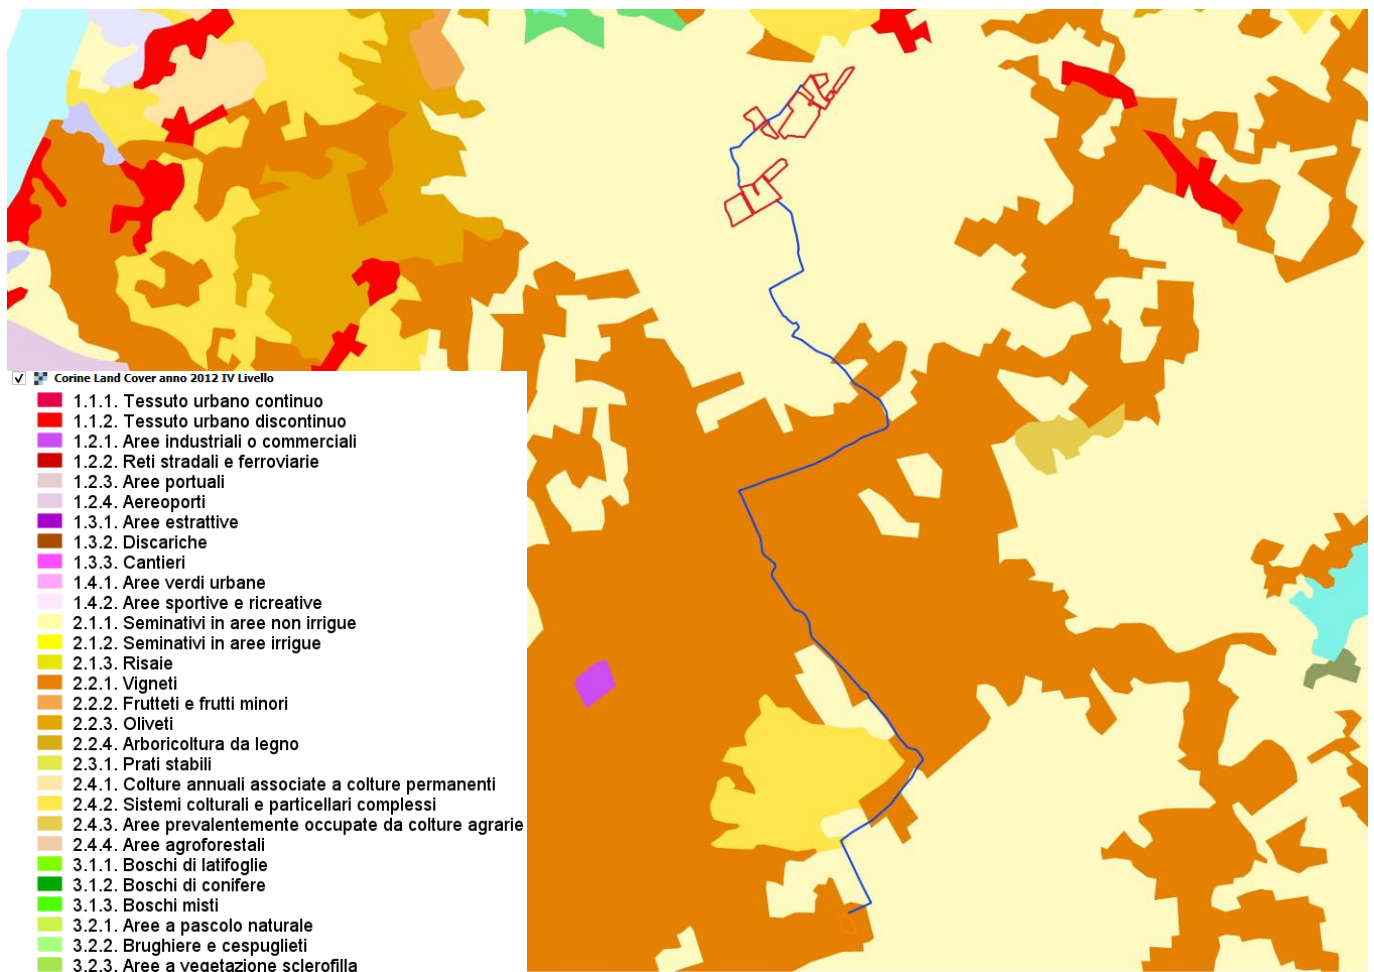 Corine Land Cover anno 2012 IV Livello
1.1.1. Tessuto urbano continuo
1.1.2. Tessuto urbano discontinuo
1.2.1. Aree industriali o commerciali
1.2.2. Reti stradali e ferroviarie
1.2.3. Aree portuali
1.2.4. Aereoporti
1.3.1. Aree estrattive
1.3.2. Discariche
1.3.3. Cantieri
1.4.1. Aree verdi urbane
1.4.2. Aree sportive e ricreative
2.1.1. Seminativi in aree non irrigue
2.1.2. Seminativi in aree irrigue
2.1.3. Risaie
2.2.1. Vigneti
2.2.2. Frutteti e frutti minori
2.2.3. Oliveti
2.2.4. Arboricoltura da legno
2.3.1. Prati stabili
2.4.1. Colture annuali associate a colture permanenti
2.4.2. Sistemi colturali e particellari complessi
2.4.3. Aree prevalentemente occupate da colture agrarie
2.4.4. Aree agroforestali
3.1.1. Boschi di latifoglie
3.1.2. Boschi di conifere
3.1.3. Boschi misti
3.2.1. Aree a pascolo naturale
3.2.2. Brughiere e cespuglieti
3.2.3. Aree a vegetazione sclerofilla